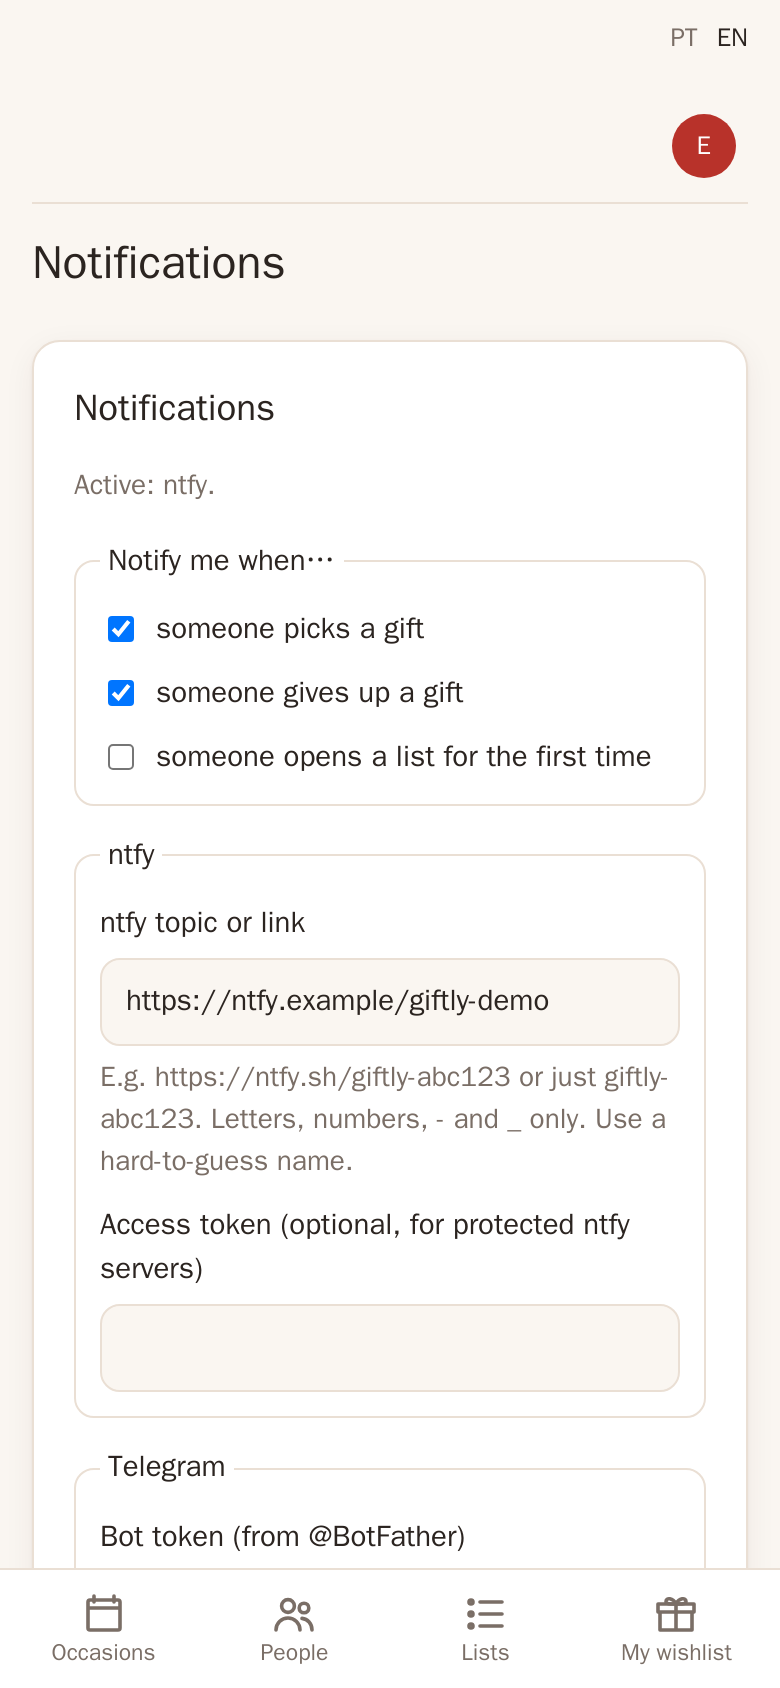 PT EN
E
Notifications
Notifications
Active: ntfy.
Notify me when…
someone picks a gift
someone gives up a gift
someone opens a list for the first time
ntfy
ntfy topic or link
https://ntfy.example/giftly-demo
E.g. https://ntfy.sh/giftly-abc123 or just giftly-
abc123. Letters, numbers, - and _ only. Use a
hard-to-guess name.
Access token (optional, for protected ntfy
servers)
Telegram
Bot token (from @BotFather)
Occasions People Lists My wishlist